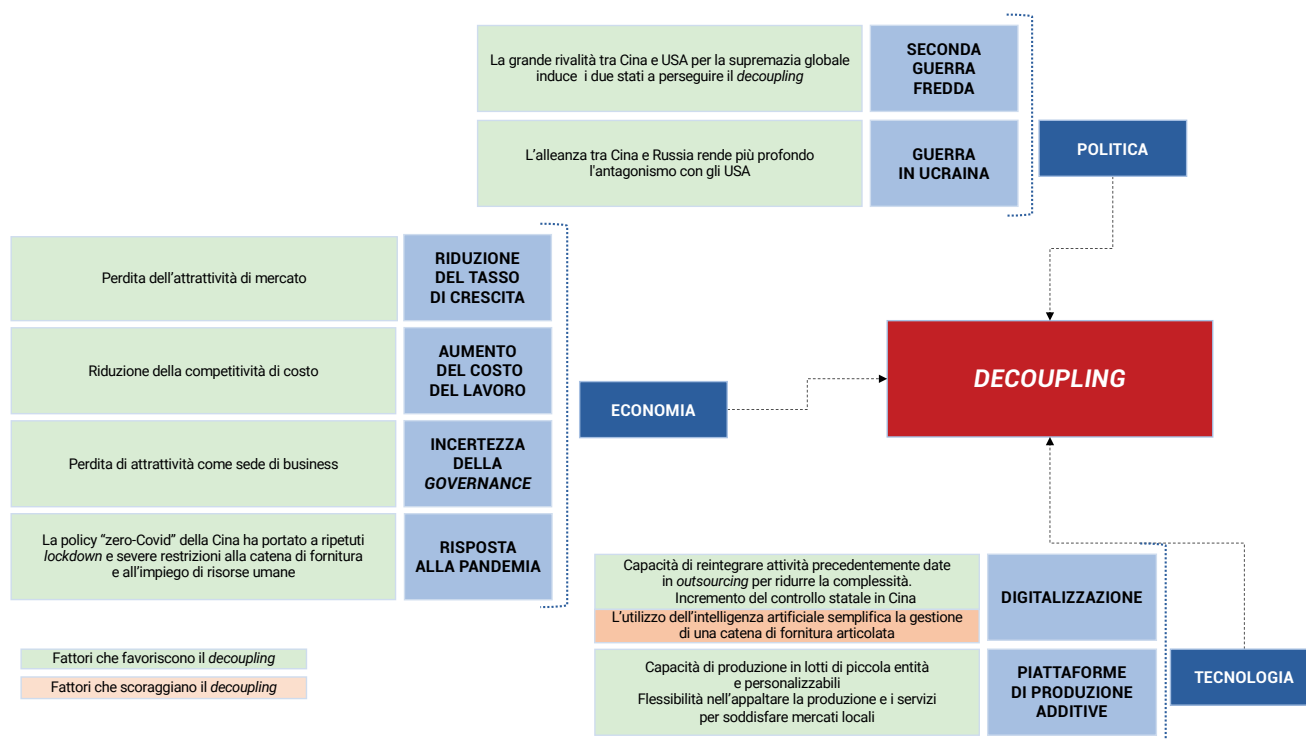 La grande rivalità tra Cina e USA per la supremazia globale
induce i due stati a perseguire il decoupling
SECONDA
GUERRA
FREDDA
L'alleanza tra Cina e Russia rende più profondo
l'antagonismo con gli USA
GUERRA
IN UCRAINA
POLITICA
Perdita dell'attrattività di mercato
RIDUZIONE
DEL TASSO
DI CRESCITA
Riduzione della competitività di costo
AUMENTO
DEL COSTO
DEL LAVORO
Perdita di attrattività come sede di business
INCERTEZZA
DELLA
GOVERNANCE
La policy "zero-Covid" della Cina ha portato a ripetuti
lockdown e severe restrizioni alla catena di fornitura
e all'impiego di risorse umane
RISPOSTA
ALLA PANDEMIA
ECONOMIA
DECOUPLING
Capacità di reintegrare attività precedentemente date
in outsourcing per ridurre la complessità.
Incremento del controllo statale in Cina
L'utilizzo dell'intelligenza artificiale semplifica la gestione
di una catena di fornitura articolata
DIGITALIZZAZIONE
Capacità di produzione in lotti di piccola entità
e personalizzabili
Flessibilità nell'appaltare la produzione e i servizi
per soddisfare mercati locali
PIATTAFORME
DI PRODUZIONE
ADDITIVE
TECNOLOGIA
Fattori che favoriscono il decoupling
Fattori che scoraggiano il decoupling